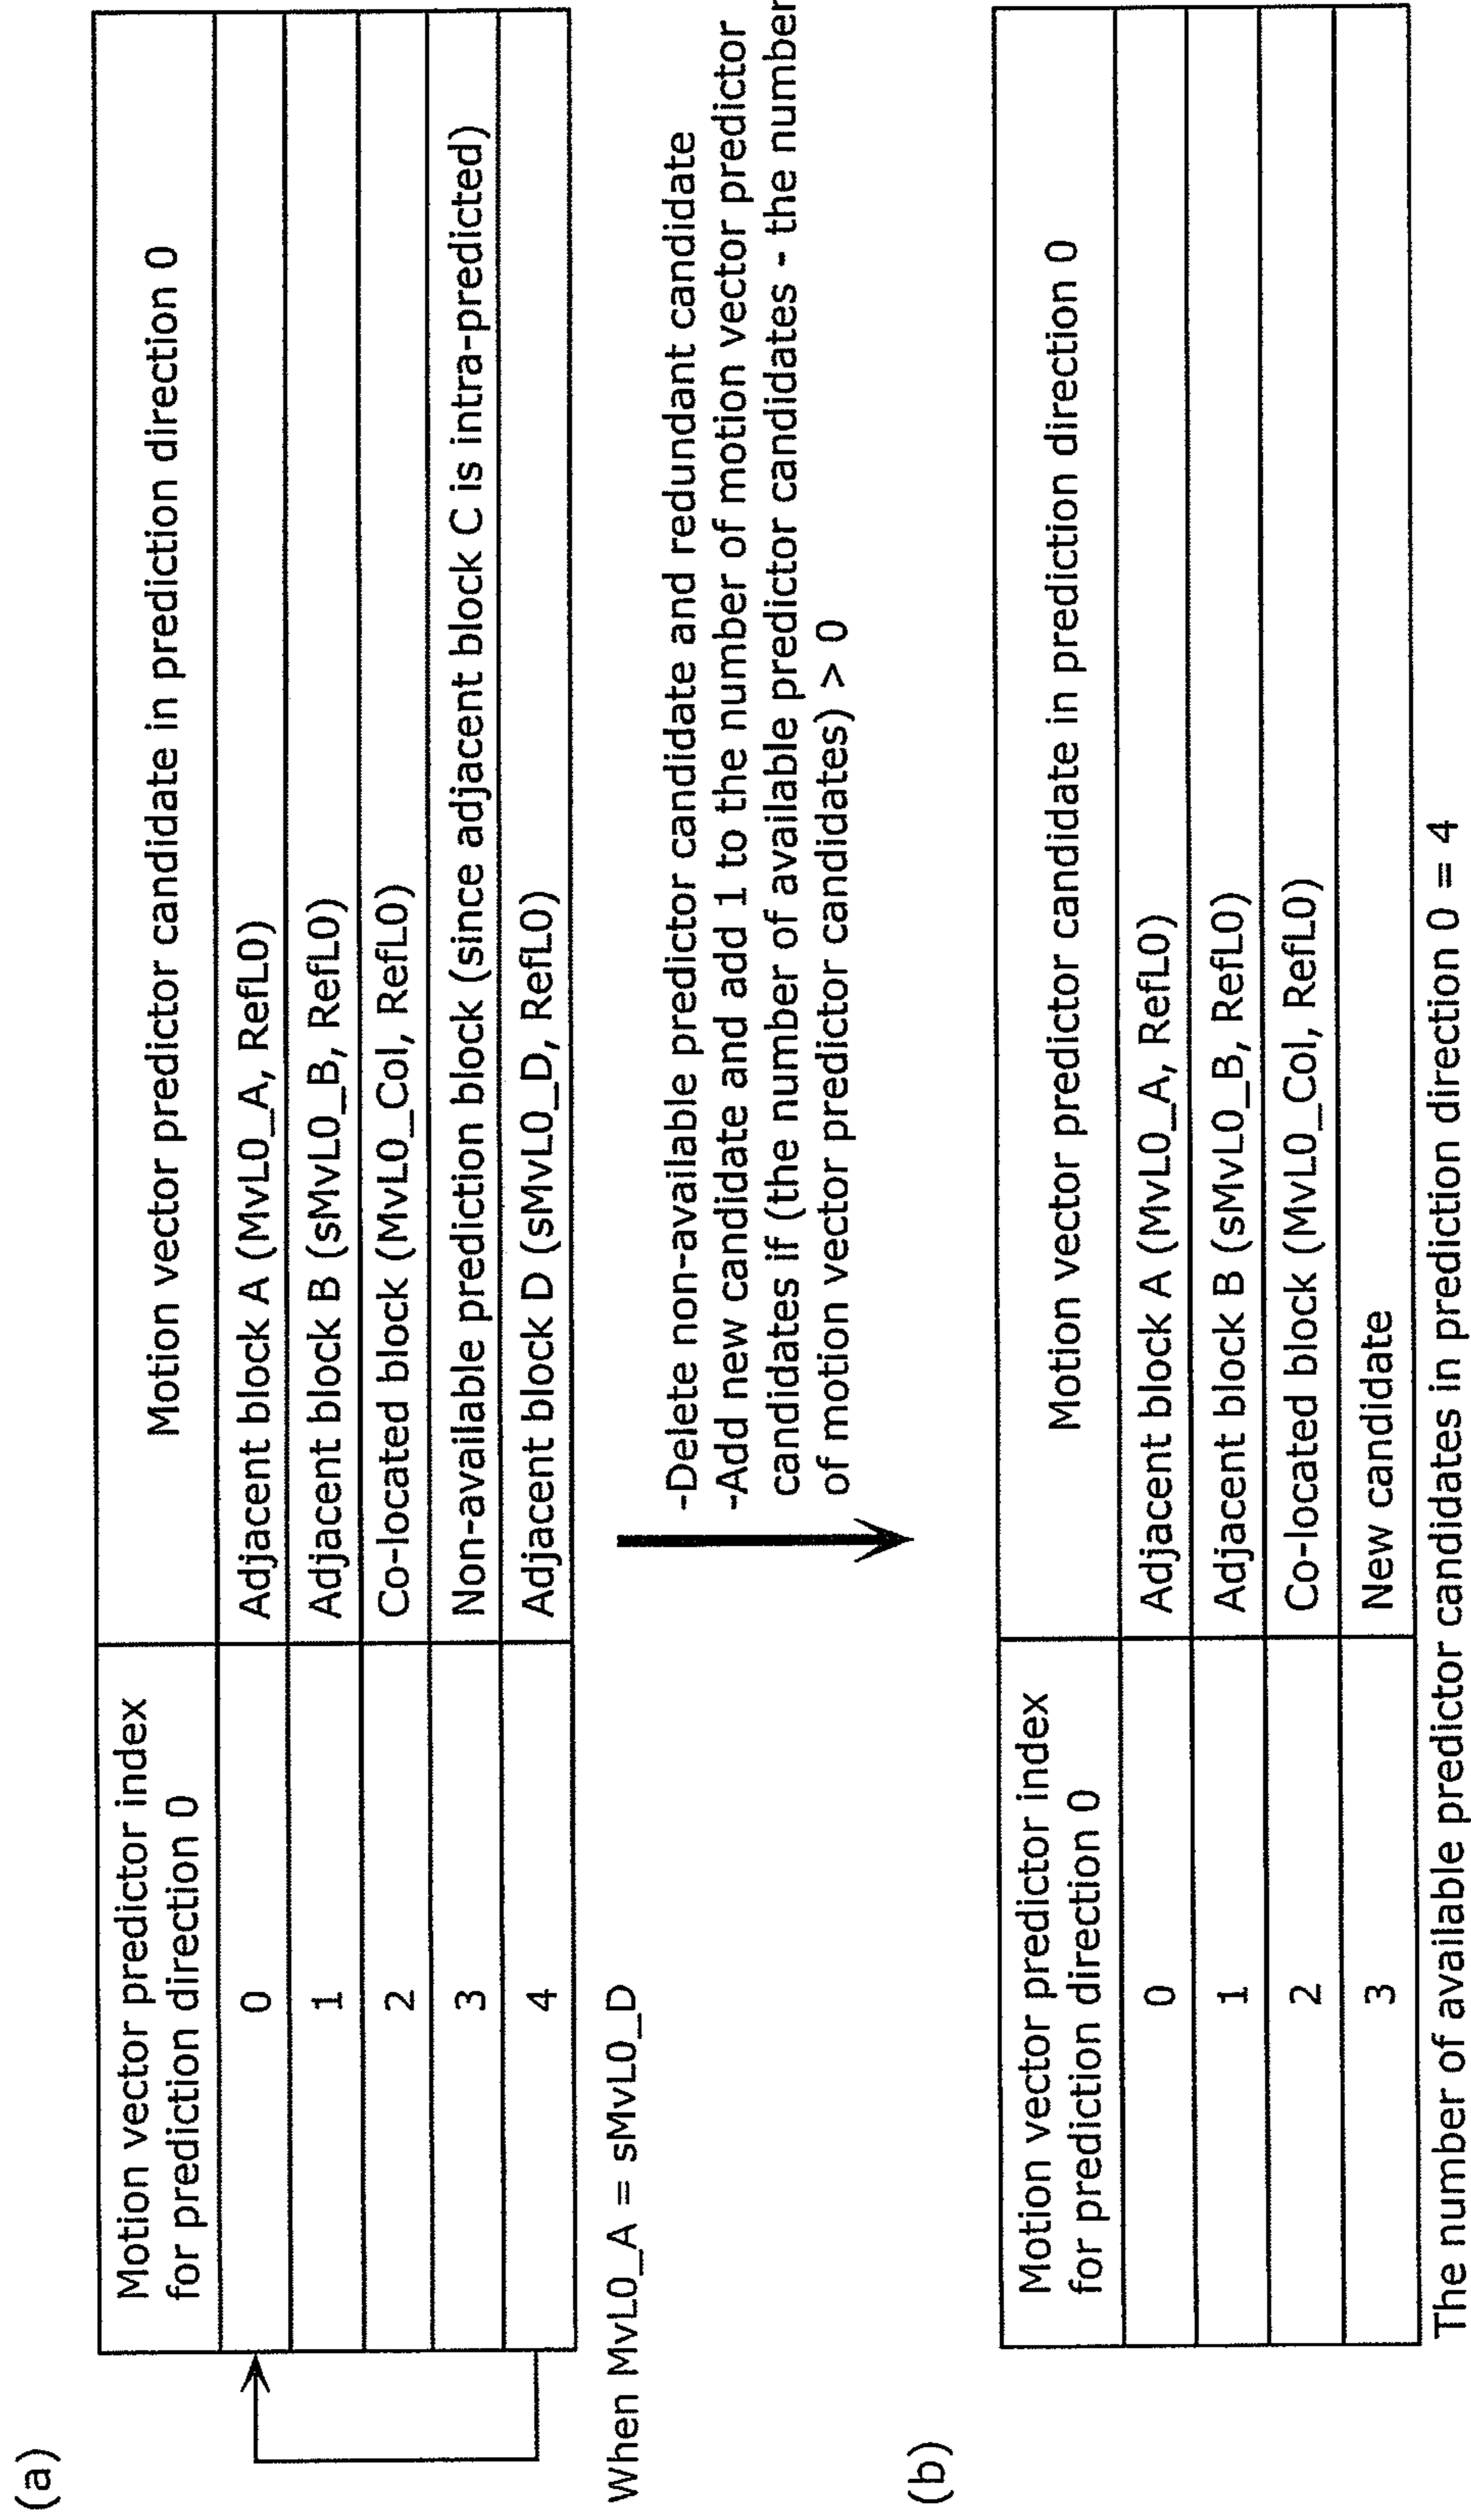 (a)
Motion vector predictor index
for prediction direction 0
Motion vector predictor candidate in prediction direction 0
0
Adjacent block A (MvL0_A, RefL0)
1
Adjacent block B (sMvL0_B, RefL0)
2
Co-located block (MvL0_Col, RefL0)
3
Non-available prediction block (since adjacent block C is intra-predicted)
4
Adjacent block D (sMvL0_D, RefL0)
When MvL0_A = sMvL0_D
-Delete non-available predictor candidate and redundant candidate
-Add new candidate and add 1 to the number of motion vector predictor
candidates if (the number of available predictor candidates - the number
of motion vector predictor candidates) > 0
(b)
Motion vector predictor index
for prediction direction 0
Motion vector predictor candidate in prediction direction 0
0
Adjacent block A (MvL0_A, RefL0)
1
Adjacent block B (sMvL0_B, RefL0)
2
Co-located block (MvL0_Col, RefL0)
3
New candidate
The number of available predictor candidates in prediction direction 0 = 4